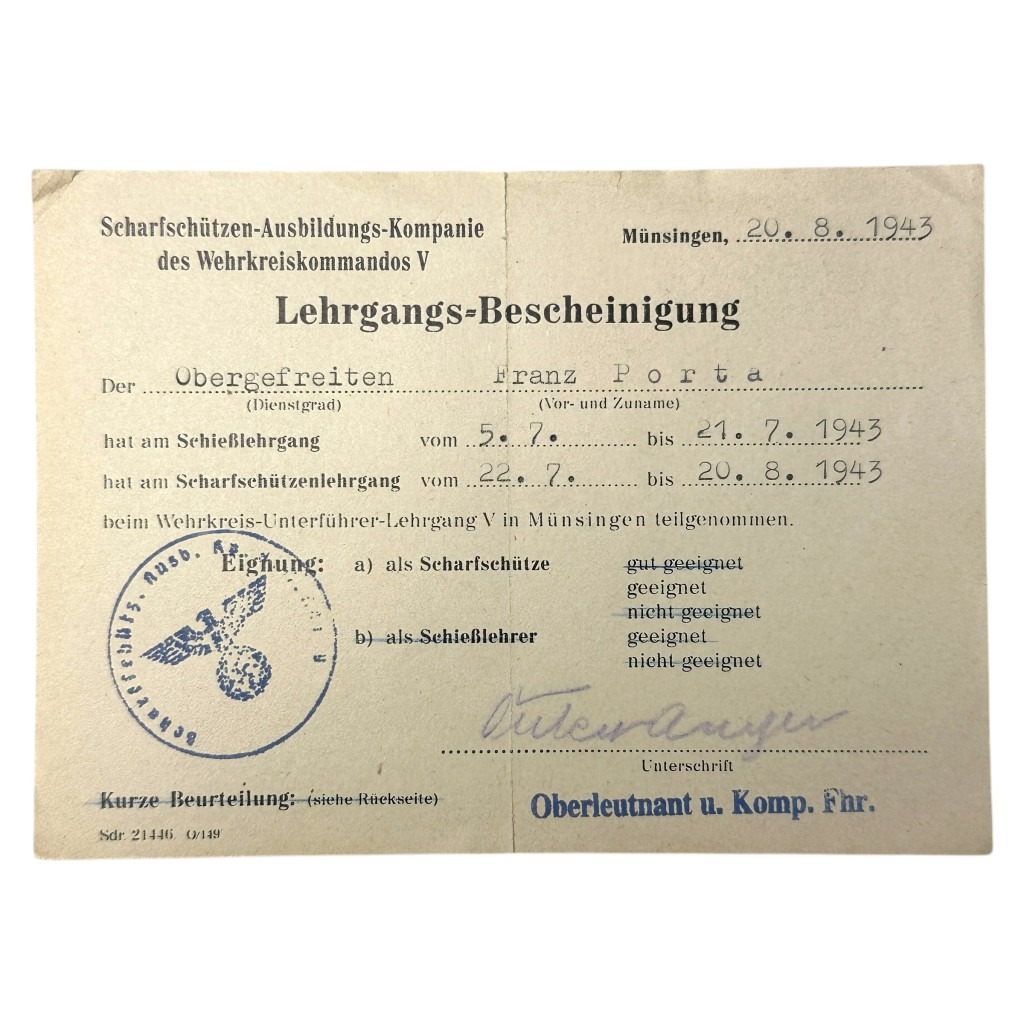 Scharfschützen-Ausbildungs-Kompanie
des Wehrkreiskommandos V
Münsingen, 20. 8. 1943
Lehrgangs-Bescheinigung
Der Obergefreiten Franz Porta
(Dienstgrad) (Vor- und Zuname)
hat am Schießlehrgang vom 5. 7. bis 21. 7. 1943
hat am Scharfschützenlehrgang vom 22. 7. bis 20. 8. 1943
beim Wehrkreis-Unterführer-Lehrgang V in Münsingen teilgenommen.
Eignung: a) als Scharfschütze gut geeignet
geeignet
nicht geeignet
b) als Schießlehrer geeignet
nicht geeignet
Scharfschütz. Ausb. Kp.
Unterschrift
Kurze Beurteilung: (siehe Rückseite)
Oberleutnant u. Komp. Fhr.
Sdr. 21446 O/149